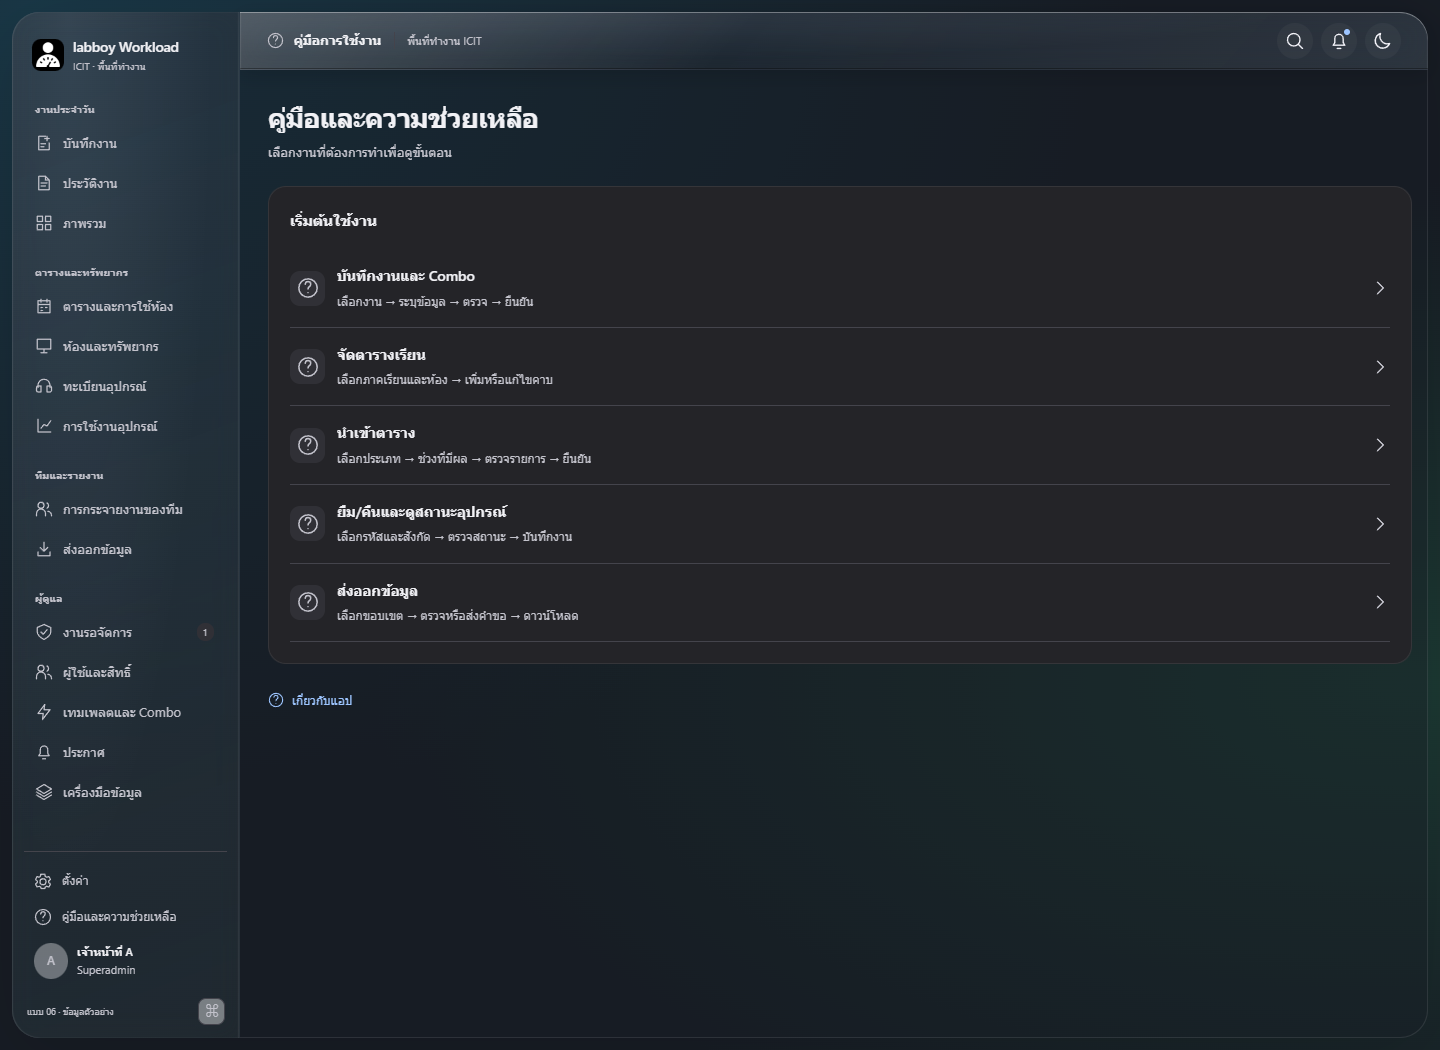 labboy Workload
ICIT · พื้นที่ทำงาน
งานประจำวัน
บันทึกงาน
ประวัติงาน
ภาพรวม
ตารางและทรัพยากร
ตารางและการใช้ห้อง
ห้องและทรัพยากร
ทะเบียนอุปกรณ์
การใช้งานอุปกรณ์
ทีมและรายงาน
การกระจายงานของทีม
ส่งออกข้อมูล
ผู้ดูแล
งานรอจัดการ 1
ผู้ใช้และสิทธิ์
เทมเพลตและ Combo
ประกาศ
เครื่องมือข้อมูล
ตั้งค่า
คู่มือและความช่วยเหลือ
A
เจ้าหน้าที่ A
Superadmin
แบบ 06 · ข้อมูลตัวอย่าง
⌘
คู่มือการใช้งาน พื้นที่ทำงาน ICIT
คู่มือและความช่วยเหลือ
เลือกงานที่ต้องการทำเพื่อดูขั้นตอน
เริ่มต้นใช้งาน
บันทึกงานและ Combo
เลือกงาน → ระบุข้อมูล → ตรวจ → ยืนยัน
จัดตารางเรียน
เลือกภาคเรียนและห้อง → เพิ่มหรือแก้ไขคาบ
นำเข้าตาราง
เลือกประเภท → ช่วงที่มีผล → ตรวจรายการ → ยืนยัน
ยืม/คืนและดูสถานะอุปกรณ์
เลือกรหัสและสังกัด → ตรวจสถานะ → บันทึกงาน
ส่งออกข้อมูล
เลือกขอบเขต → ตรวจหรือส่งคำขอ → ดาวน์โหลด
เกี่ยวกับแอป